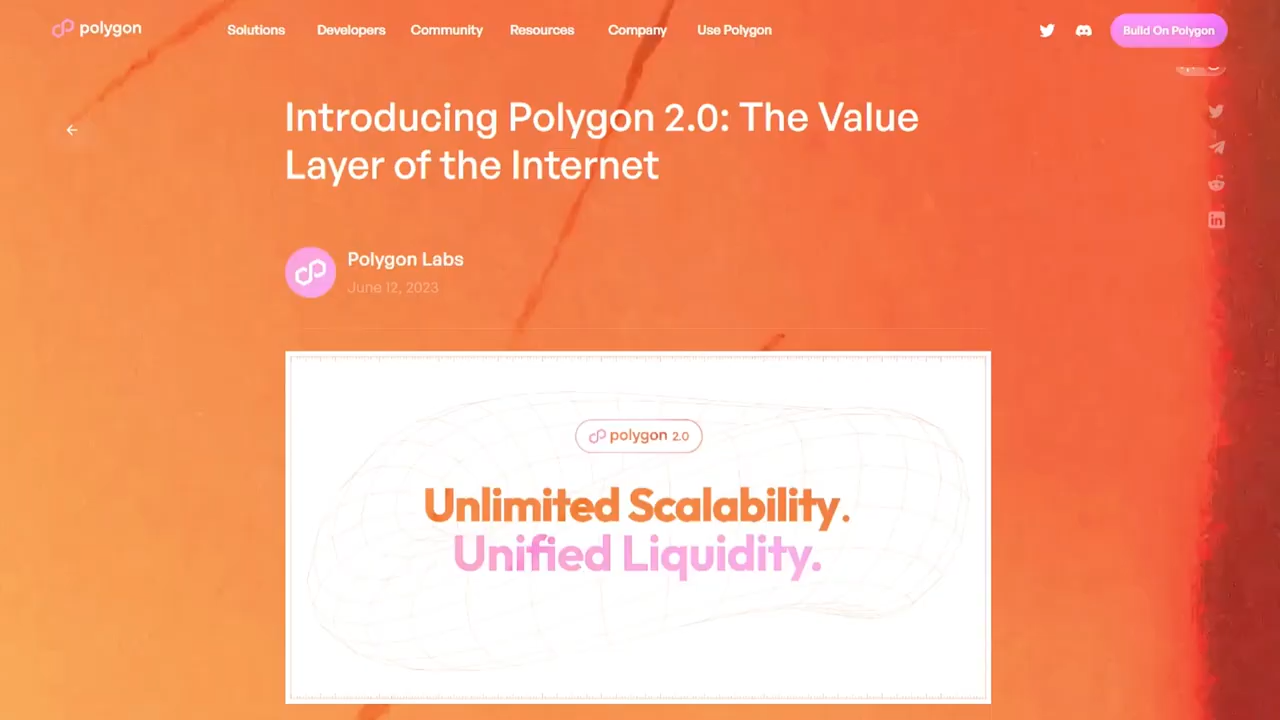 polygon
Solutions
Developers
Community
Resources
Company
Use Polygon
Build On Polygon
Introducing Polygon 2.0: The Value
Layer of the Internet
Polygon Labs
June 12, 2023
polygon 2.0
Unlimited Scalability.
Unified Liquidity.